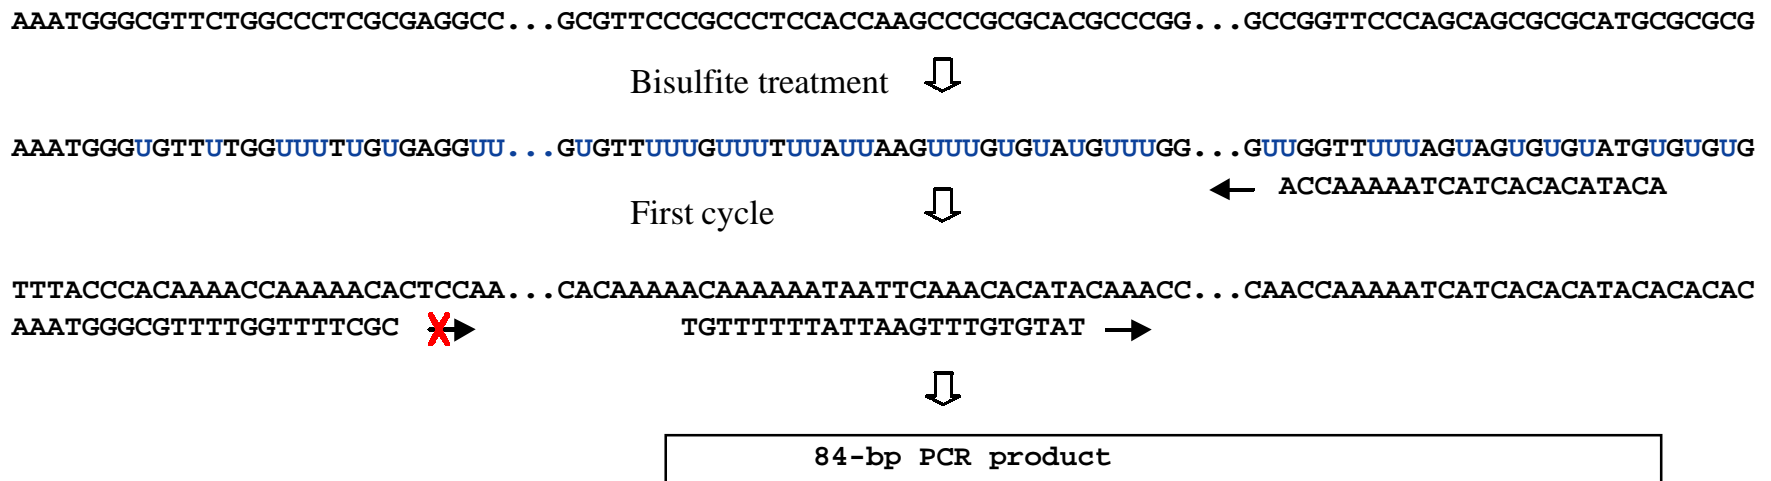 AAATGGGCGTTCTGGCCCTCGCGAGGCC...GCGTTCCCGCCCTCCACCAAGCCCGCGCACGCCCGG...GCCGGTTCCCAGCAGCGCGCATGCGCGCG
Bisulfite treatment
AAATGGGUGTTUTGGUUUTUGUGAGGUU...GUGTTUUUGUUUTUUAUUAAGUUUGUGUAUGUUUGG...GUUGGTTUUUAGUAGUGUGUATGUGUGUG
ACCAAAAATCATCACACATACA
First cycle
TTTACCCACAAAACCAAAAACACTCCAA...CACAAAAACAAAAAATAATTCAAACACATACAAACC...CAACCAAAAATCATCACACATACACACAC
AAATGGGCGTTTTGGTTTTCGC X TGTTTTTTATTAAGTTTGTGTAT
84-bp PCR product